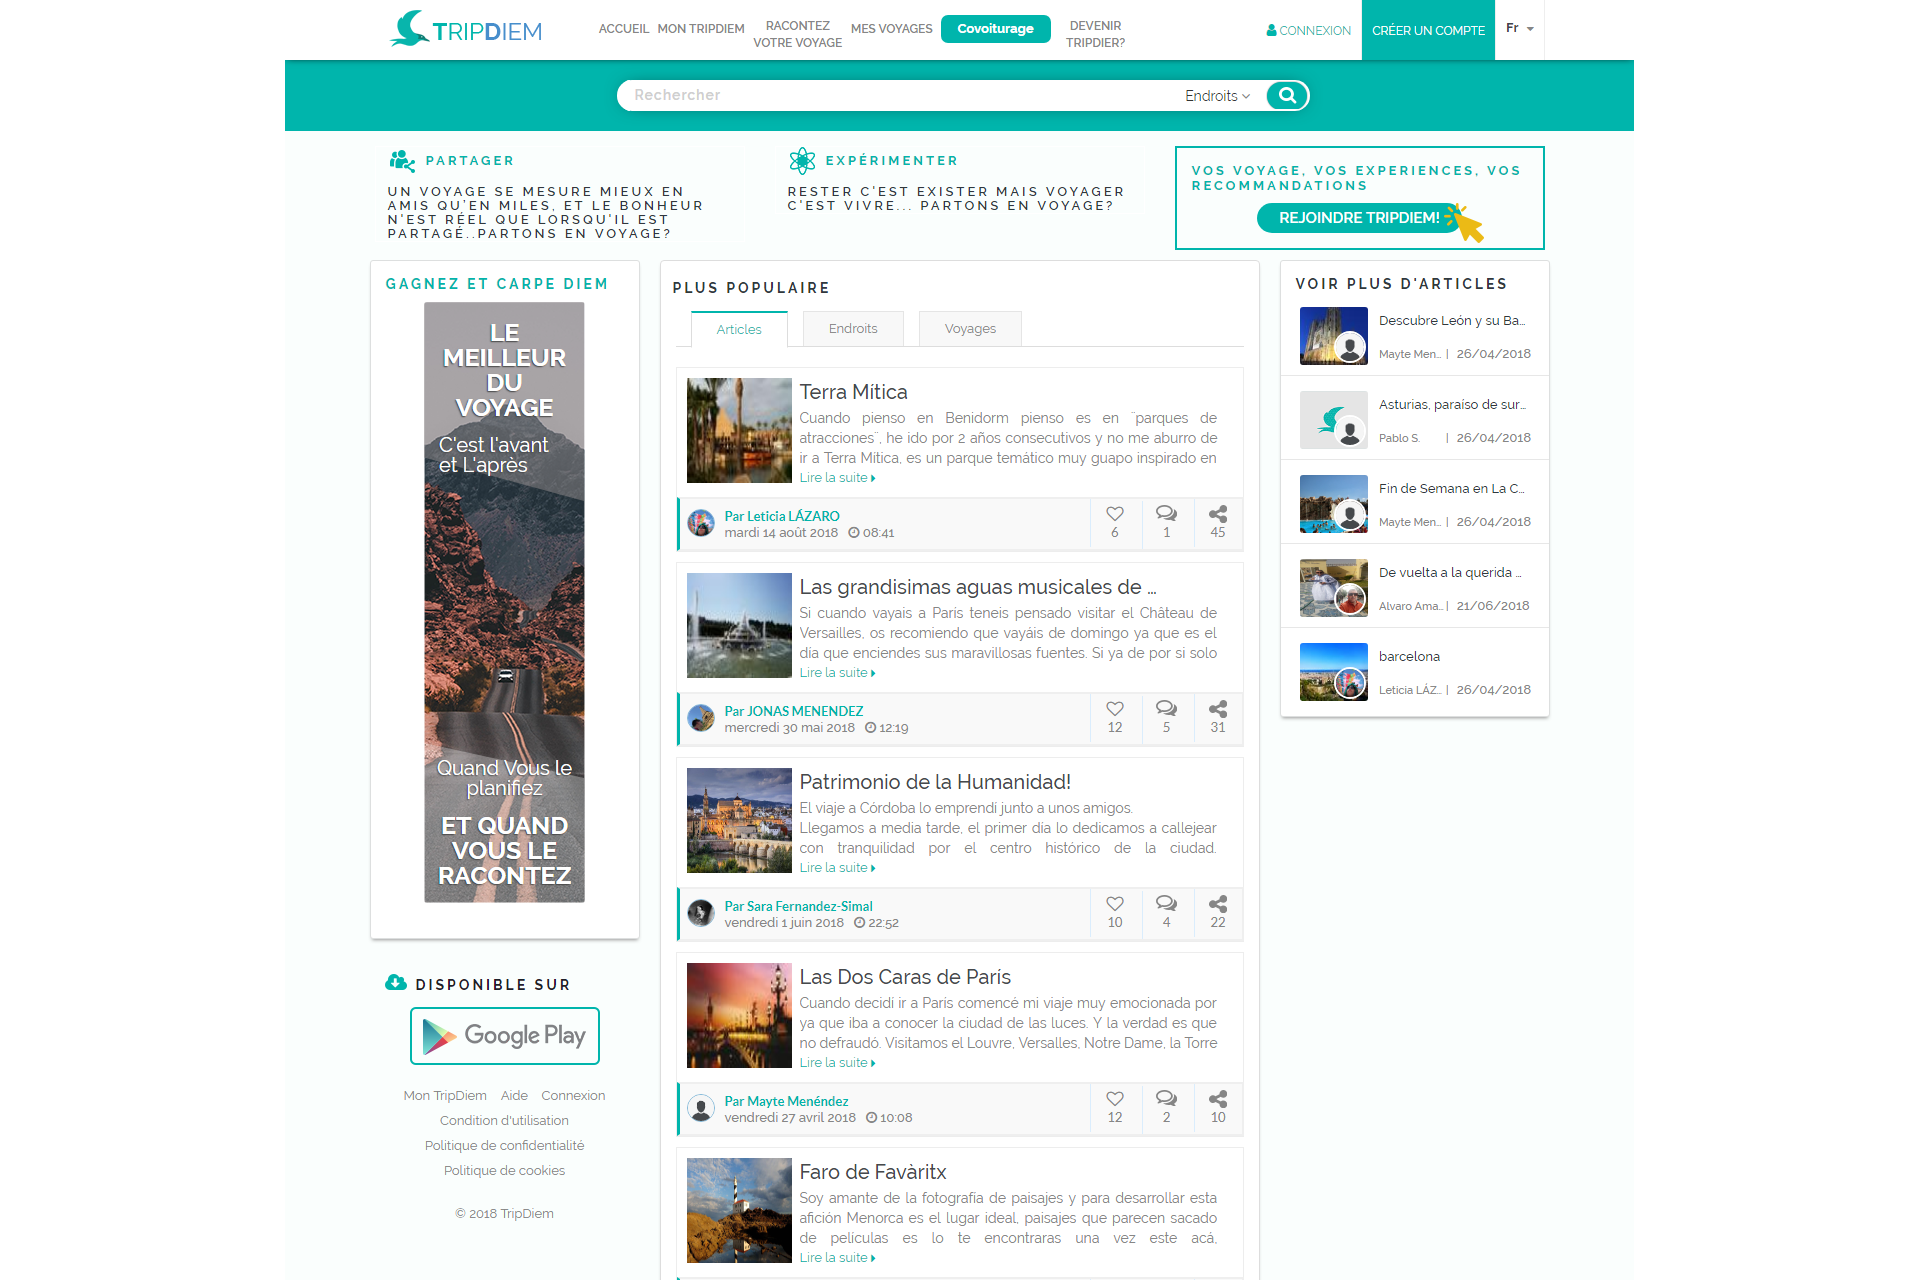 TRIPDIEM
ACCUEIL
MON TRIPDIEM
RACONTEZ
VOTRE VOYAGE
MES VOYAGES
Covoiturage
DEVENIR
TRIPDIER?
CONNEXION
CRÉER UN COMPTE
Fr
Rechercher
Endroits
PARTAGER
UN VOYAGE SE MESURE MIEUX EN
AMIS QU'EN MILES, ET LE BONHEUR
N'EST RÉEL QUE LORSQU'IL EST
PARTAGÉ..PARTONS EN VOYAGE?
EXPÉRIMENTER
RESTER C'EST EXISTER MAIS VOYAGER
C'EST VIVRE... PARTONS EN VOYAGE?
VOS VOYAGE, VOS EXPERIENCES, VOS
RECOMMANDATIONS
REJOINDRE TRIPDIEM!
GAGNEZ ET CARPE DIEM
LE
MEILLEUR
DU
VOYAGE
C'est l'avant
et L'après
Quand Vous le
planifiez
ET QUAND
VOUS LE
RACONTEZ
DISPONIBLE SUR
Google Play
Mon TripDiem Aide Connexion
Condition d'utilisation
Politique de confidentialité
Politique de cookies
© 2018 TripDiem
PLUS POPULAIRE
Articles
Endroits
Voyages
Terra Mítica
Cuando pienso en Benidorm pienso es en ¨parques de
atracciones¨, he ido por 2 años consecutivos y no me aburro de
ir a Terra Mítica, es un parque temático muy guapo inspirado en
Lire la suite
Par Leticia LÁZARO
mardi 14 août 2018 08:41
6
1
45
Las grandisimas aguas musicales de ...
Si cuando vayais a Paris teneis pensado visitar el Château de
Versailles, os recomiendo que vayáis de domingo ya que es el
día que enciendes sus maravillosas fuentes. Si ya de por si solo
Lire la suite
Par JONAS MENENDEZ
mercredi 30 mai 2018 12:19
12
5
31
Patrimonio de la Humanidad!
El viaje a Córdoba lo emprendí junto a unos amigos.
Llegamos a media tarde, el primer día lo dedicamos a callejear
con tranquilidad por el centro histórico de la ciudad.
Lire la suite
Par Sara Fernandez-Simal
vendredi 1 juin 2018 22:52
10
4
22
Las Dos Caras de París
Cuando decidí ir a París comencé mi viaje muy emocionada por
ya que iba a conocer la ciudad de las luces. Y la verdad es que
no defraudó. Visitamos el Louvre, Versalles, Notre Dame, la Torre
Lire la suite
Par Mayte Menéndez
vendredi 27 avril 2018 10:08
12
2
10
Faro de Favàritx
Soy amante de la fotografía de paisajes y para desarrollar esta
afición Menorca es el lugar ideal, paisajes que parecen sacado
de películas es lo te encontraras una vez este acá,
Lire la suite
VOIR PLUS D'ARTICLES
Descubre León y su Ba...
Mayte Men... | 26/04/2018
Asturias, paraíso de sur...
Pablo S. | 26/04/2018
Fin de Semana en La C...
Mayte Men... | 26/04/2018
De vuelta a la querida ...
Alvaro Ama... | 21/06/2018
barcelona
Leticia LÁZ... | 26/04/2018